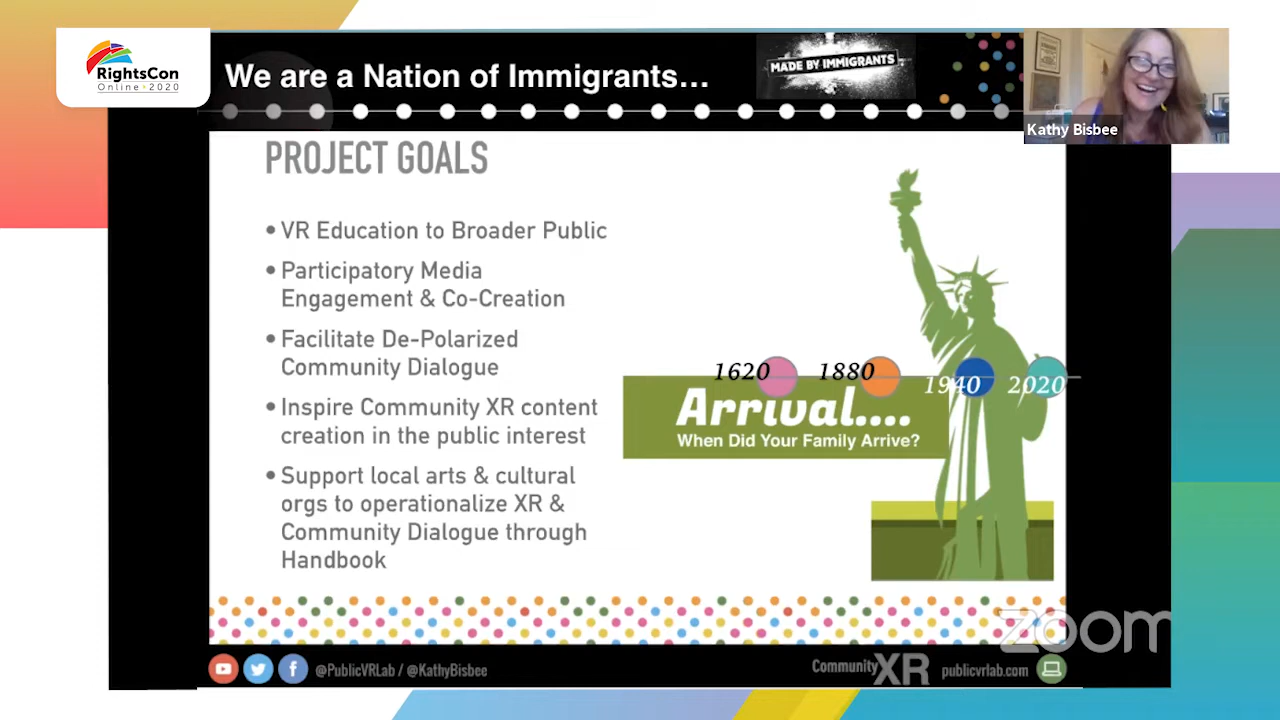 RightsCon
Online 2020
We are a Nation of Immigrants...
MADE BY IMMIGRANTS
Kathy Bisbee
PROJECT GOALS
• VR Education to Broader Public
• Participatory Media
Engagement & Co-Creation
• Facilitate De-Polarized
Community Dialogue
• Inspire Community XR content
creation in the public interest
• Support local arts & cultural
orgs to operationalize XR &
Community Dialogue through
Handbook
1620 1880 1940 2020
Arrival....
When Did Your Family Arrive?
zoom
@PublicVRLab / @KathyBisbee
CommunityXR
publicvrlab.com